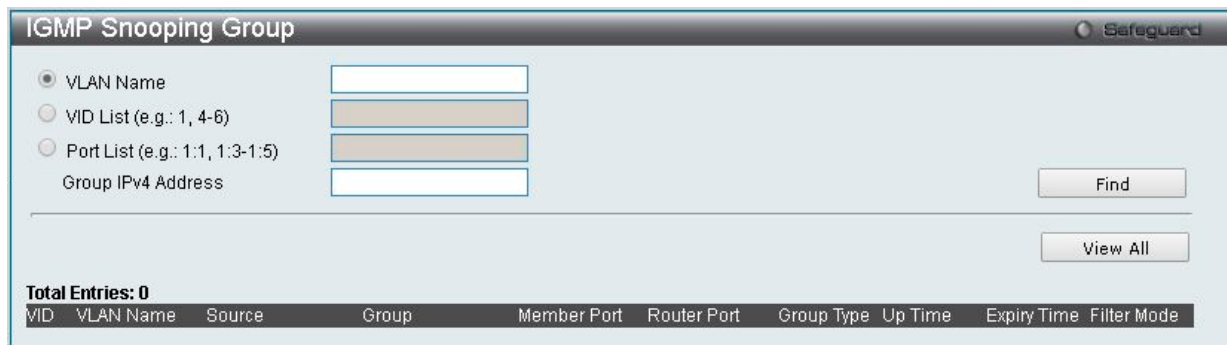 IGMP Snooping Group
Safeguard
VLAN Name
VID List (e.g.: 1, 4-6)
Port List (e.g.: 1:1, 1:3-1:5)
Group IPv4 Address
Find
View All
Total Entries: 0
VID VLAN Name Source Group Member Port Router Port Group Type Up Time Expiry Time Filter Mode